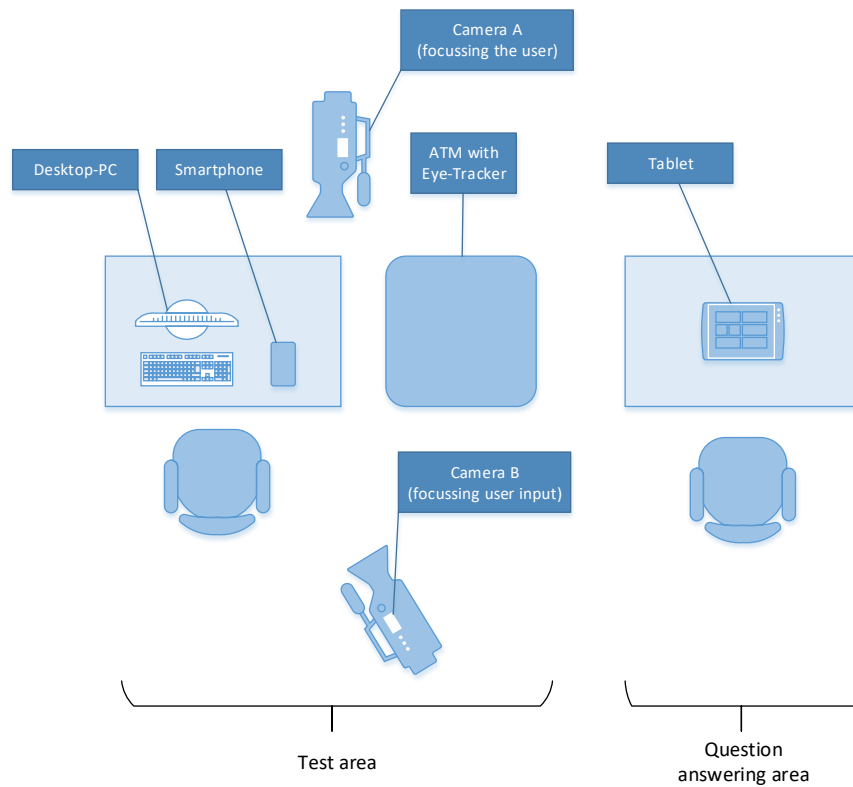 Camera A
(focussing the user)
Desktop-PC
Smartphone
ATM with
Eye-Tracker
Tablet
Camera B
(focussing user input)
Test area
Question
answering area